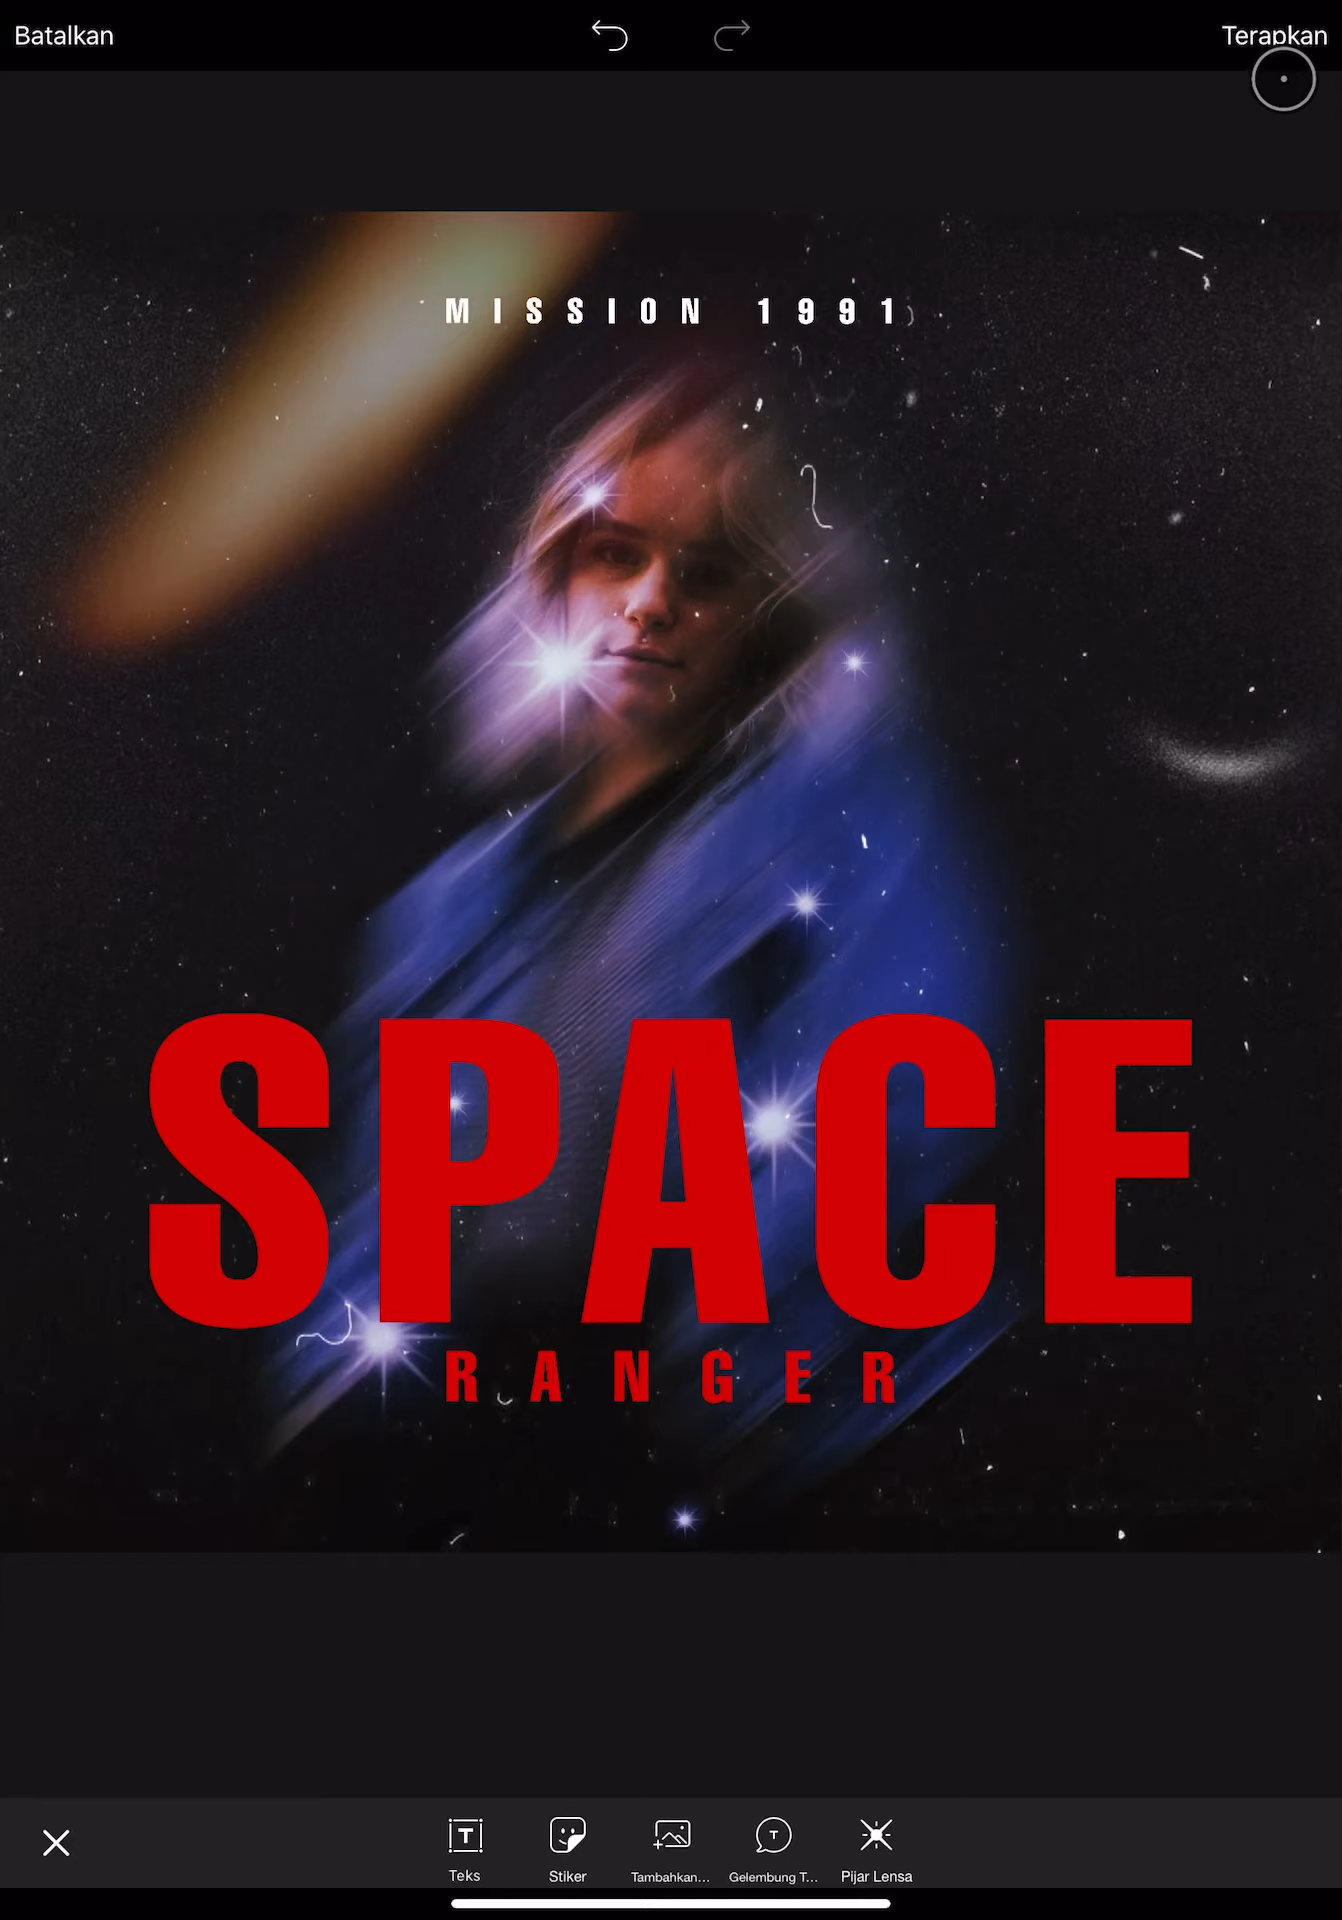 Batalkan
Terapkan
MISSION 1991
SPACE
RANGER
Teks
Stiker
Tambahkan...
Gelembung T...
Pijar Lensa